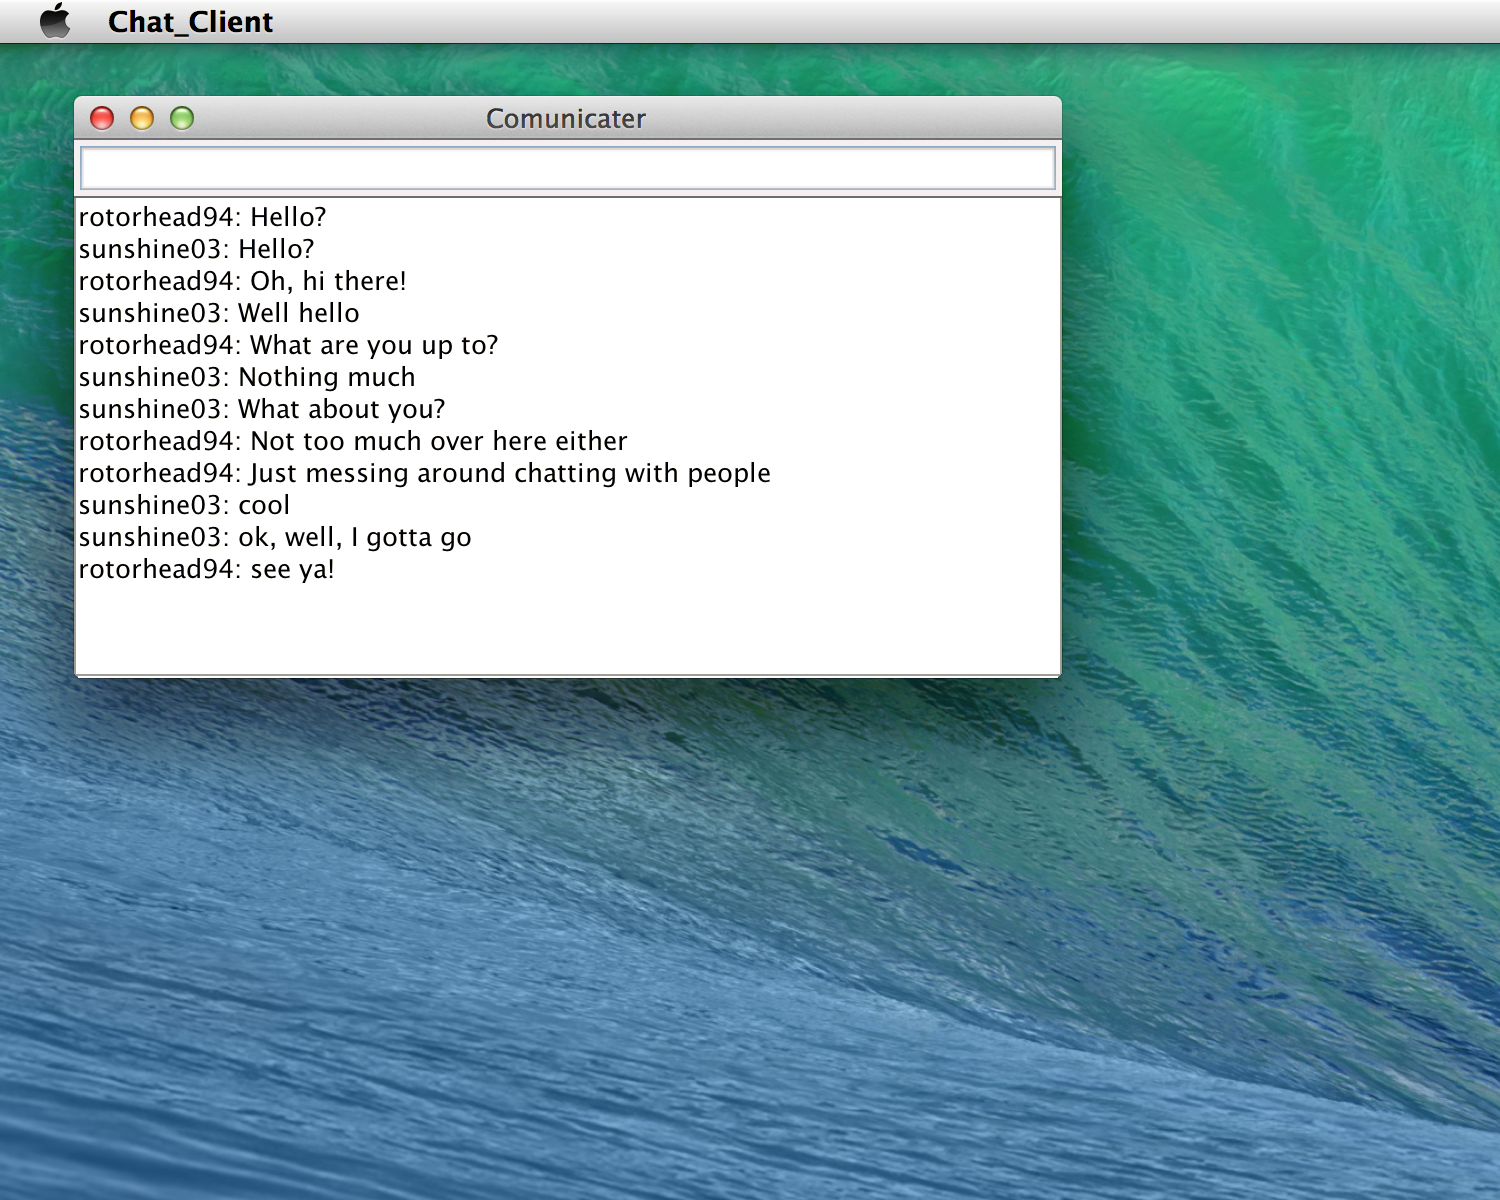 Chat_Client
Comunicater
rotorhead94: Hello?
sunshine03: Hello?
rotorhead94: Oh, hi there!
sunshine03: Well hello
rotorhead94: What are you up to?
sunshine03: Nothing much
sunshine03: What about you?
rotorhead94: Not too much over here either
rotorhead94: Just messing around chatting with people
sunshine03: cool
sunshine03: ok, well, I gotta go
rotorhead94: see ya!